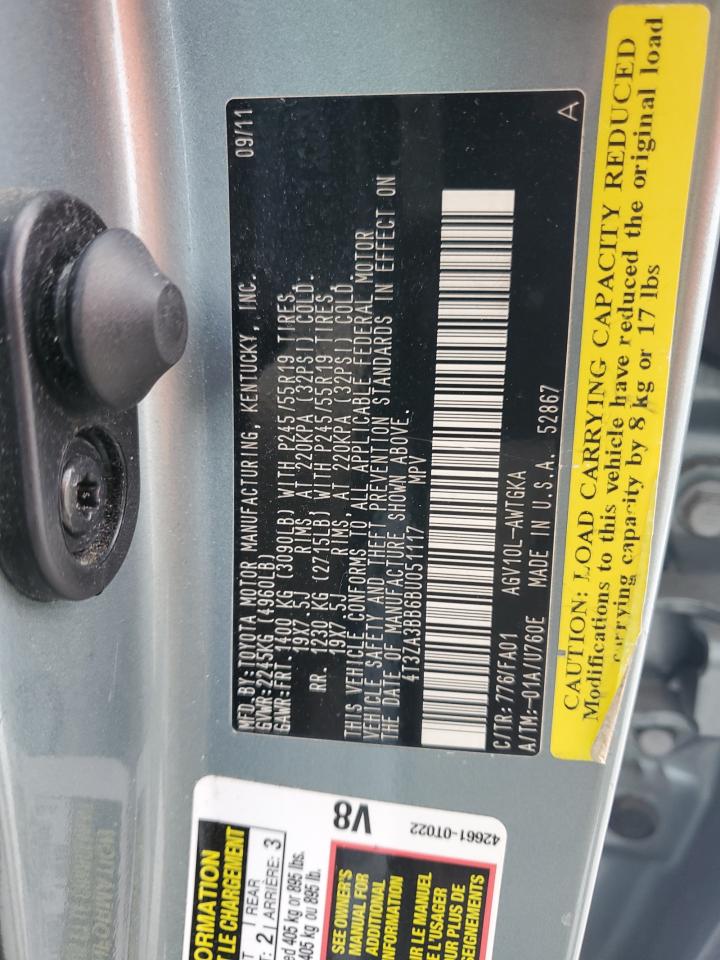 MFD. BY: TOYOTA MOTOR MANUFACTURING, KENTUCKY, INC. 09/11
GVWR: 2245KG (4960LB)
GAWR: FRT. 1400 KG (3090LB) WITH P245/55R19 TIRES,
19X7.5J RIMS, AT 220KPA (32PSI) COLD.
RR. 1230 KG (2715LB) WITH P245/55R19 TIRES,
19X7.5J RIMS, AT 220KPA (32PSI) COLD.
THIS VEHICLE CONFORMS TO ALL APPLICABLE FEDERAL MOTOR
VEHICLE SAFETY AND THEFT PREVENTION STANDARDS IN EFFECT ON
THE DATE OF MANUFACTURE SHOWN ABOVE.
4T3ZA3BB6BU051117 MPV
C/TR: 776/FA01 AGV10L-AWTGKA
A/TM: -01A/U760E MADE IN U.S.A. 52867
A
CAUTION: LOAD CARRYING CAPACITY REDUCED
Modifications to this vehicle have reduced the original load
carrying capacity by 8 kg or 17 lbs
ORMATION
T LE CHARGEMENT
2 REAR
ARRIÈRE: 3
ed 405 kg or 895 lbs.
405 kg ou 895 lb.
V8
42661-0T022
SEE OWNER'S
MANUAL FOR
ADDITIONAL
INFORMATION
IR LE MANUEL
E L'USAGER
UR PLUS DE
SEIGNEMENTS